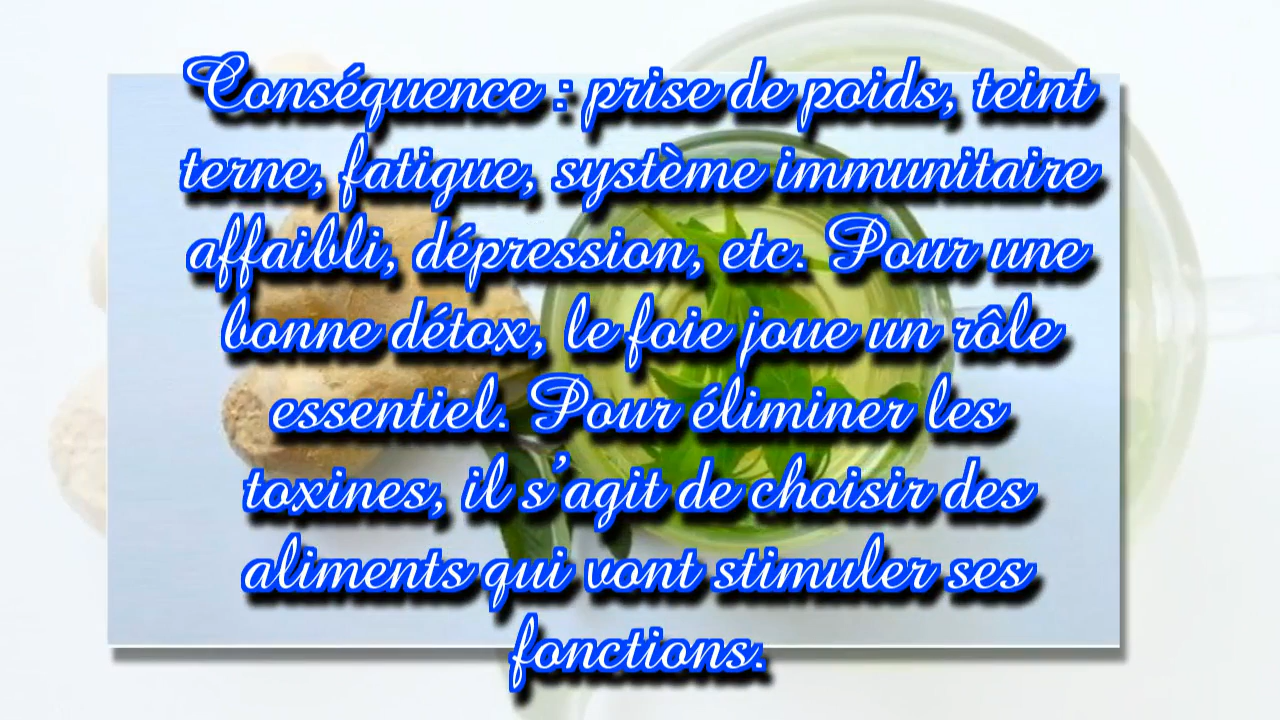 Conséquence : prise de poids, teint
terne, fatigue, système immunitaire
affaibli, dépression, etc. Pour une
bonne détox, le foie joue un rôle
essentiel. Pour éliminer les
toxines, il s’agit de choisir des
aliments qui vont stimuler ses
fonctions.